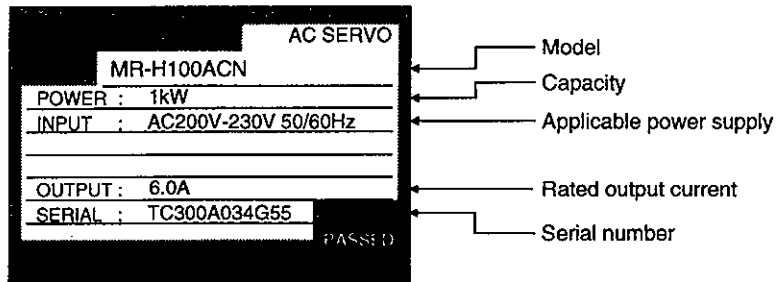 AC SERVO
MR-H100ACN
POWER : 1kW
INPUT : AC200V-230V 50/60Hz
OUTPUT : 6.0A
SERIAL : TC300A034G55
PASSED
Model
Capacity
Applicable power supply
Rated output current
Serial number